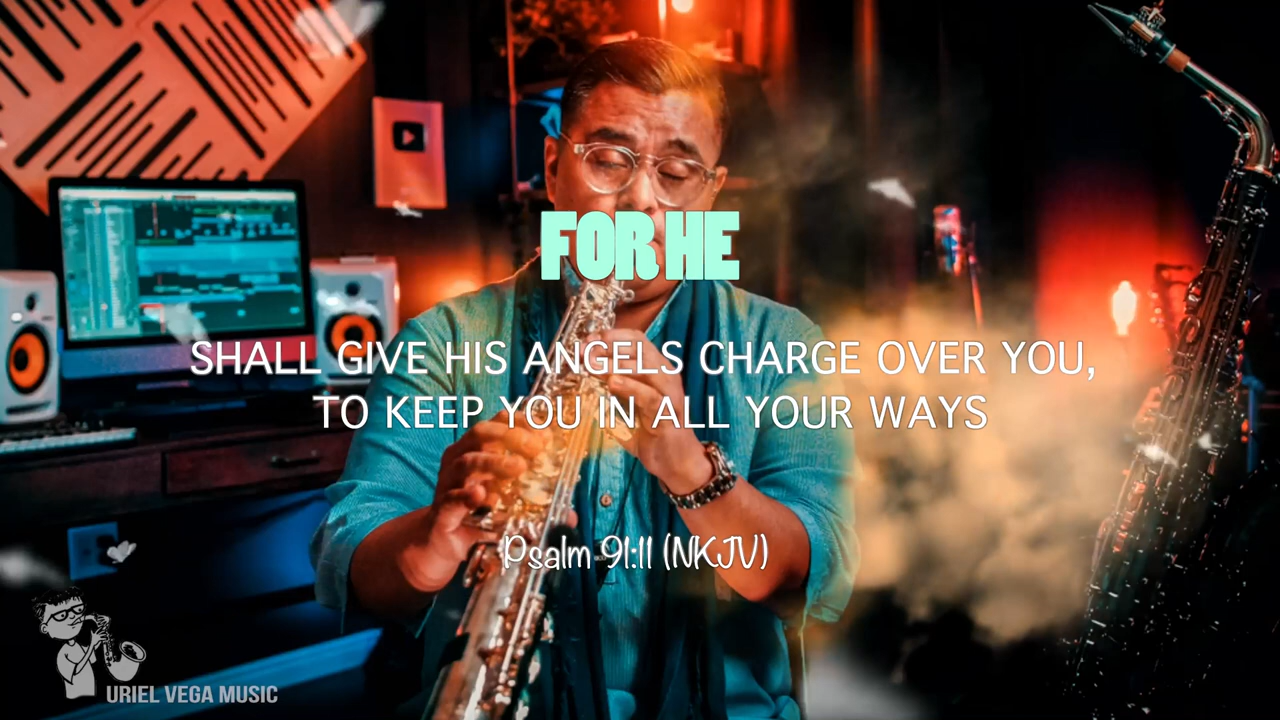 FOR HE
SHALL GIVE HIS ANGELS CHARGE OVER YOU,
TO KEEP YOU IN ALL YOUR WAYS
Psalm 91:11 (NKJV)
URIEL VEGA MUSIC